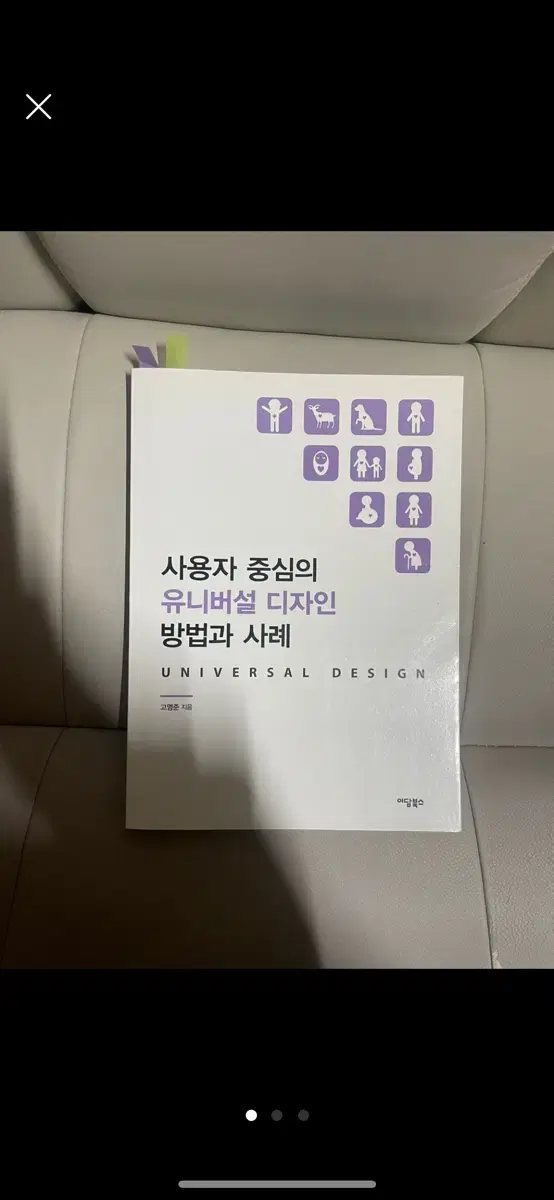 사용자 중심의
유니버설 디자인
방법과 사례
UNIVERSAL DESIGN
고영준 지음
이담북스